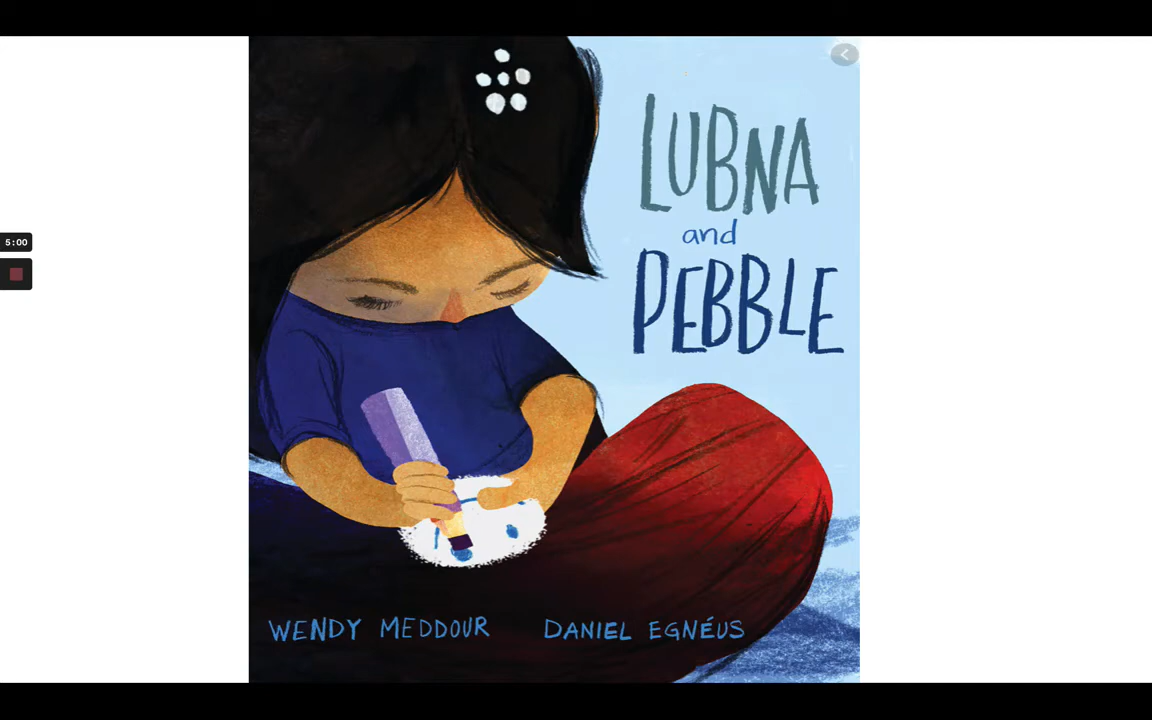 LUBNA
and
PEBBLE
5:00
WENDY MEDDOUR DANIEL EGNÉUS